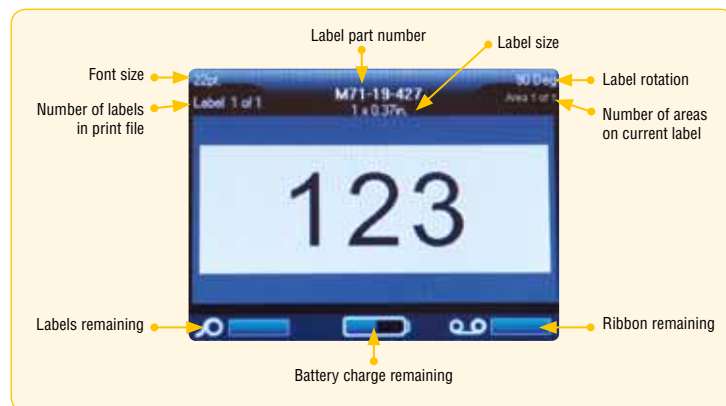 Label part number
Label size
Font size
Label rotation
Number of labels
in print file
Number of areas
on current label
22pt
90 Deg
M71-19-427
Label 1 of 1
Area 1 of 1
1 x 0.37in.
123
Labels remaining
Ribbon remaining
Battery charge remaining